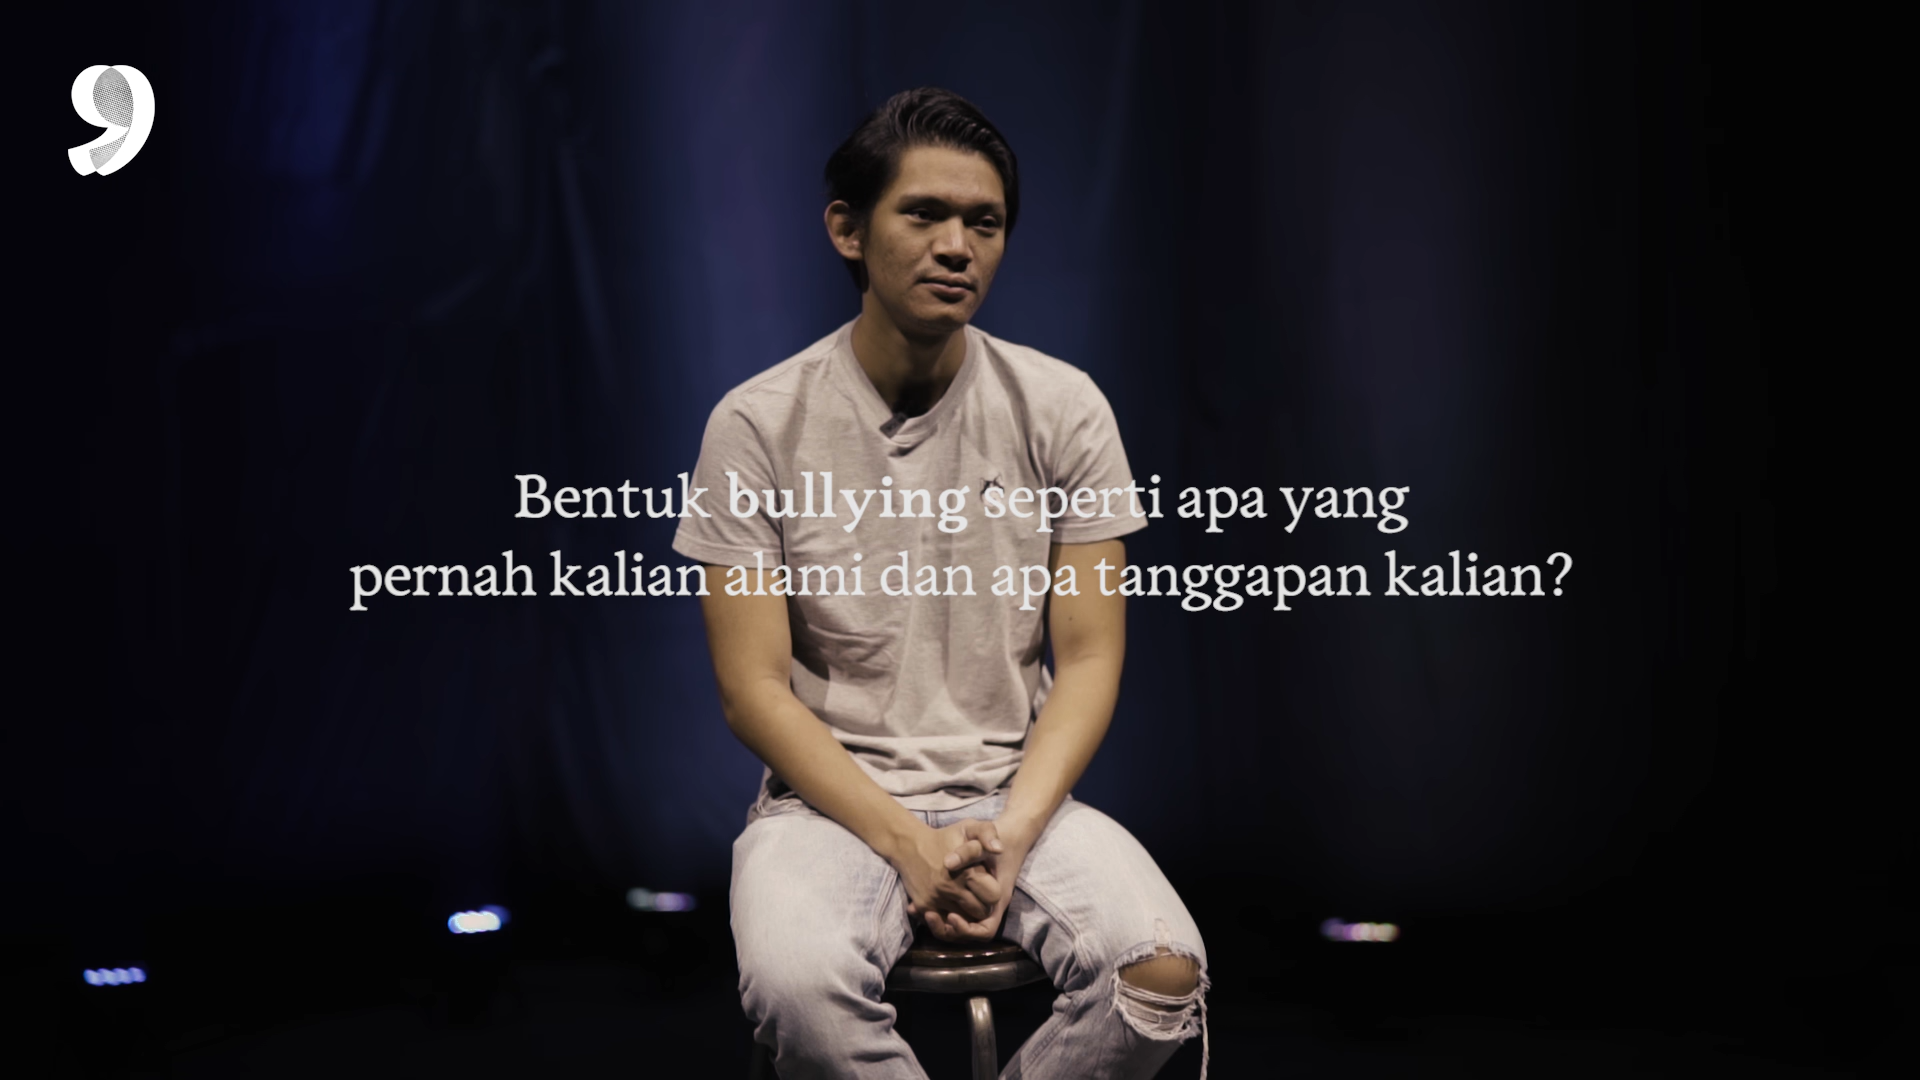 Bentuk bullying seperti apa yang
pernah kalian alami dan apa tanggapan kalian?